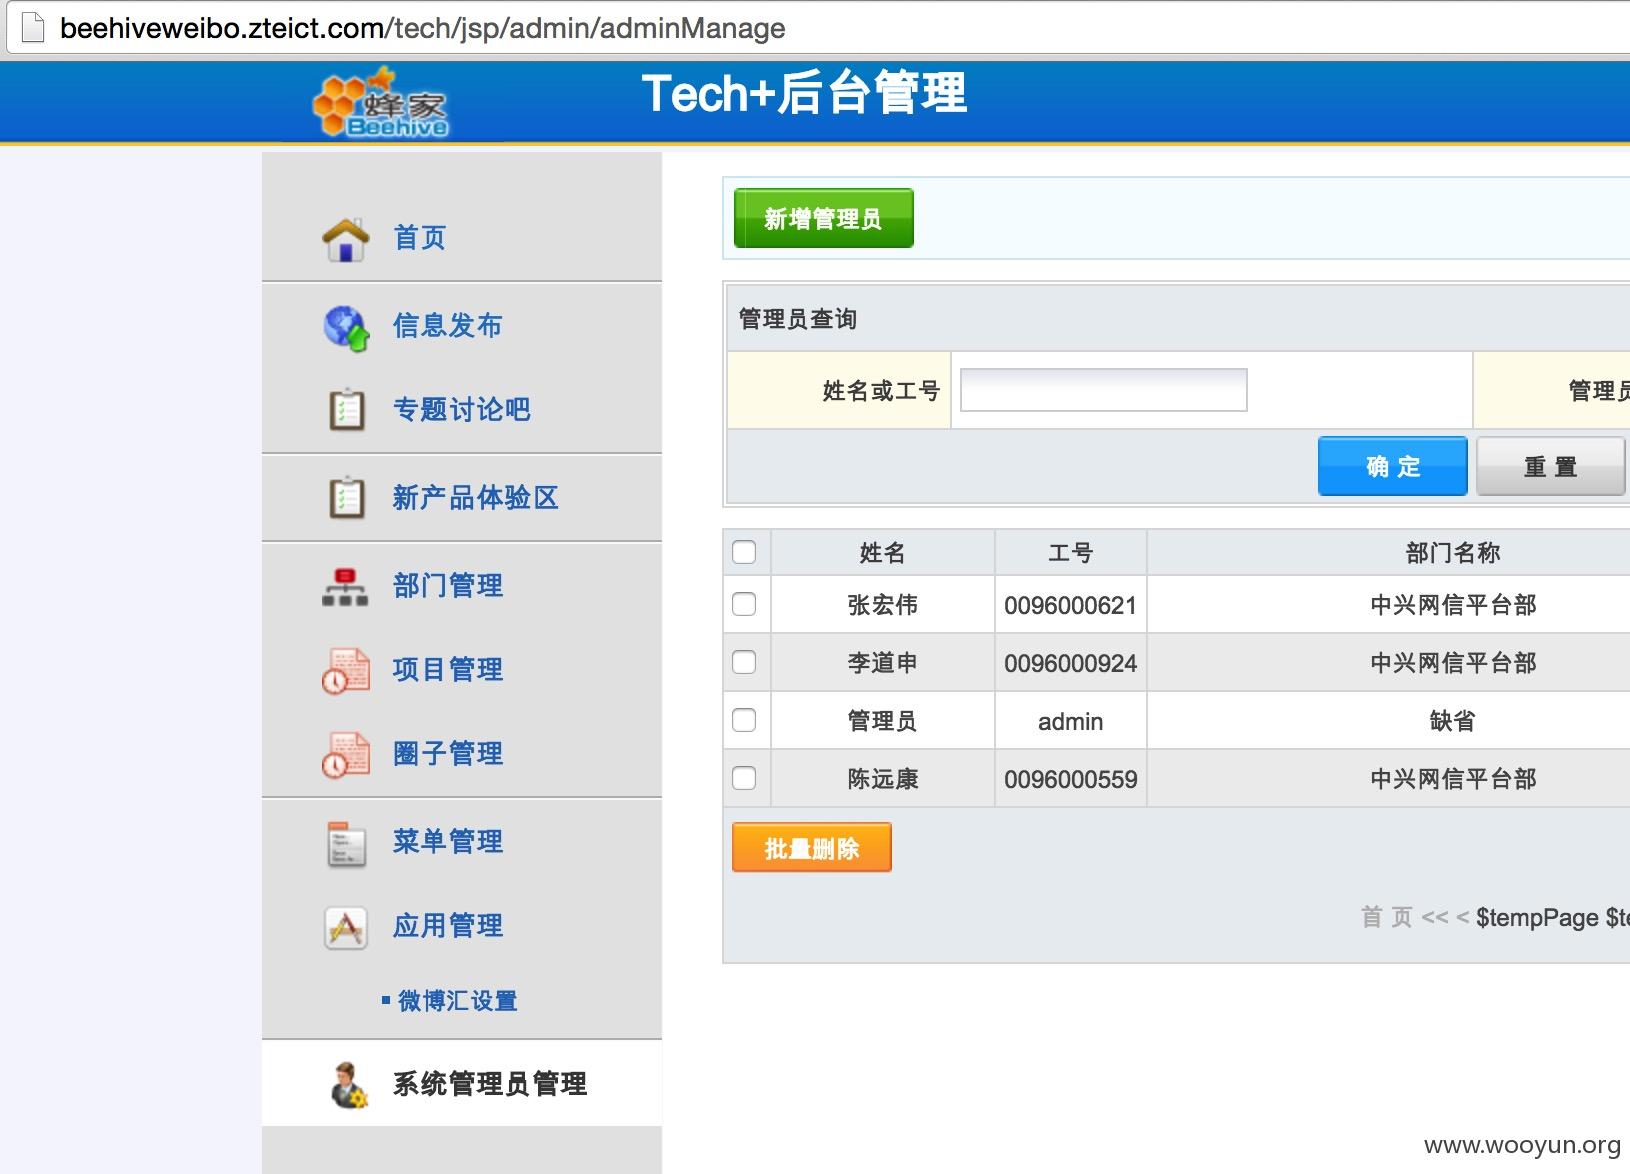 beehiveweibo.zteict.com/tech/jsp/admin/adminManage
蜂家
Beehive
Tech+后台管理
首页
信息发布
专题讨论吧
新产品体验区
部门管理
项目管理
圈子管理
菜单管理
应用管理
微博汇设置
系统管理员管理
新增管理员
管理员查询
姓名或工号 管理员
确 定 重 置
姓名 工号 部门名称
张宏伟 0096000621 中兴网信平台部
李道申 0096000924 中兴网信平台部
管理员 admin 缺省
陈远康 0096000559 中兴网信平台部
批量删除
首 页 << < $tempPage $te
www.wooyun.org